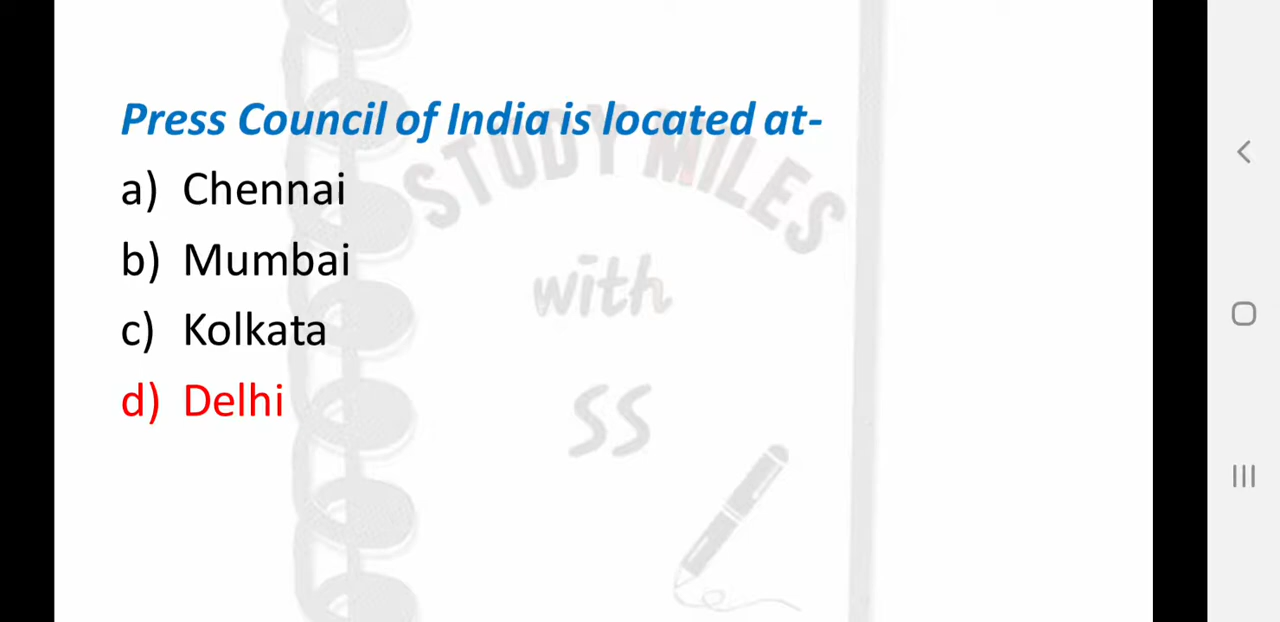 Press Council of India is located at-
a) Chennai
b) Mumbai
c) Kolkata
d) Delhi
STUDY MILES
with
SS